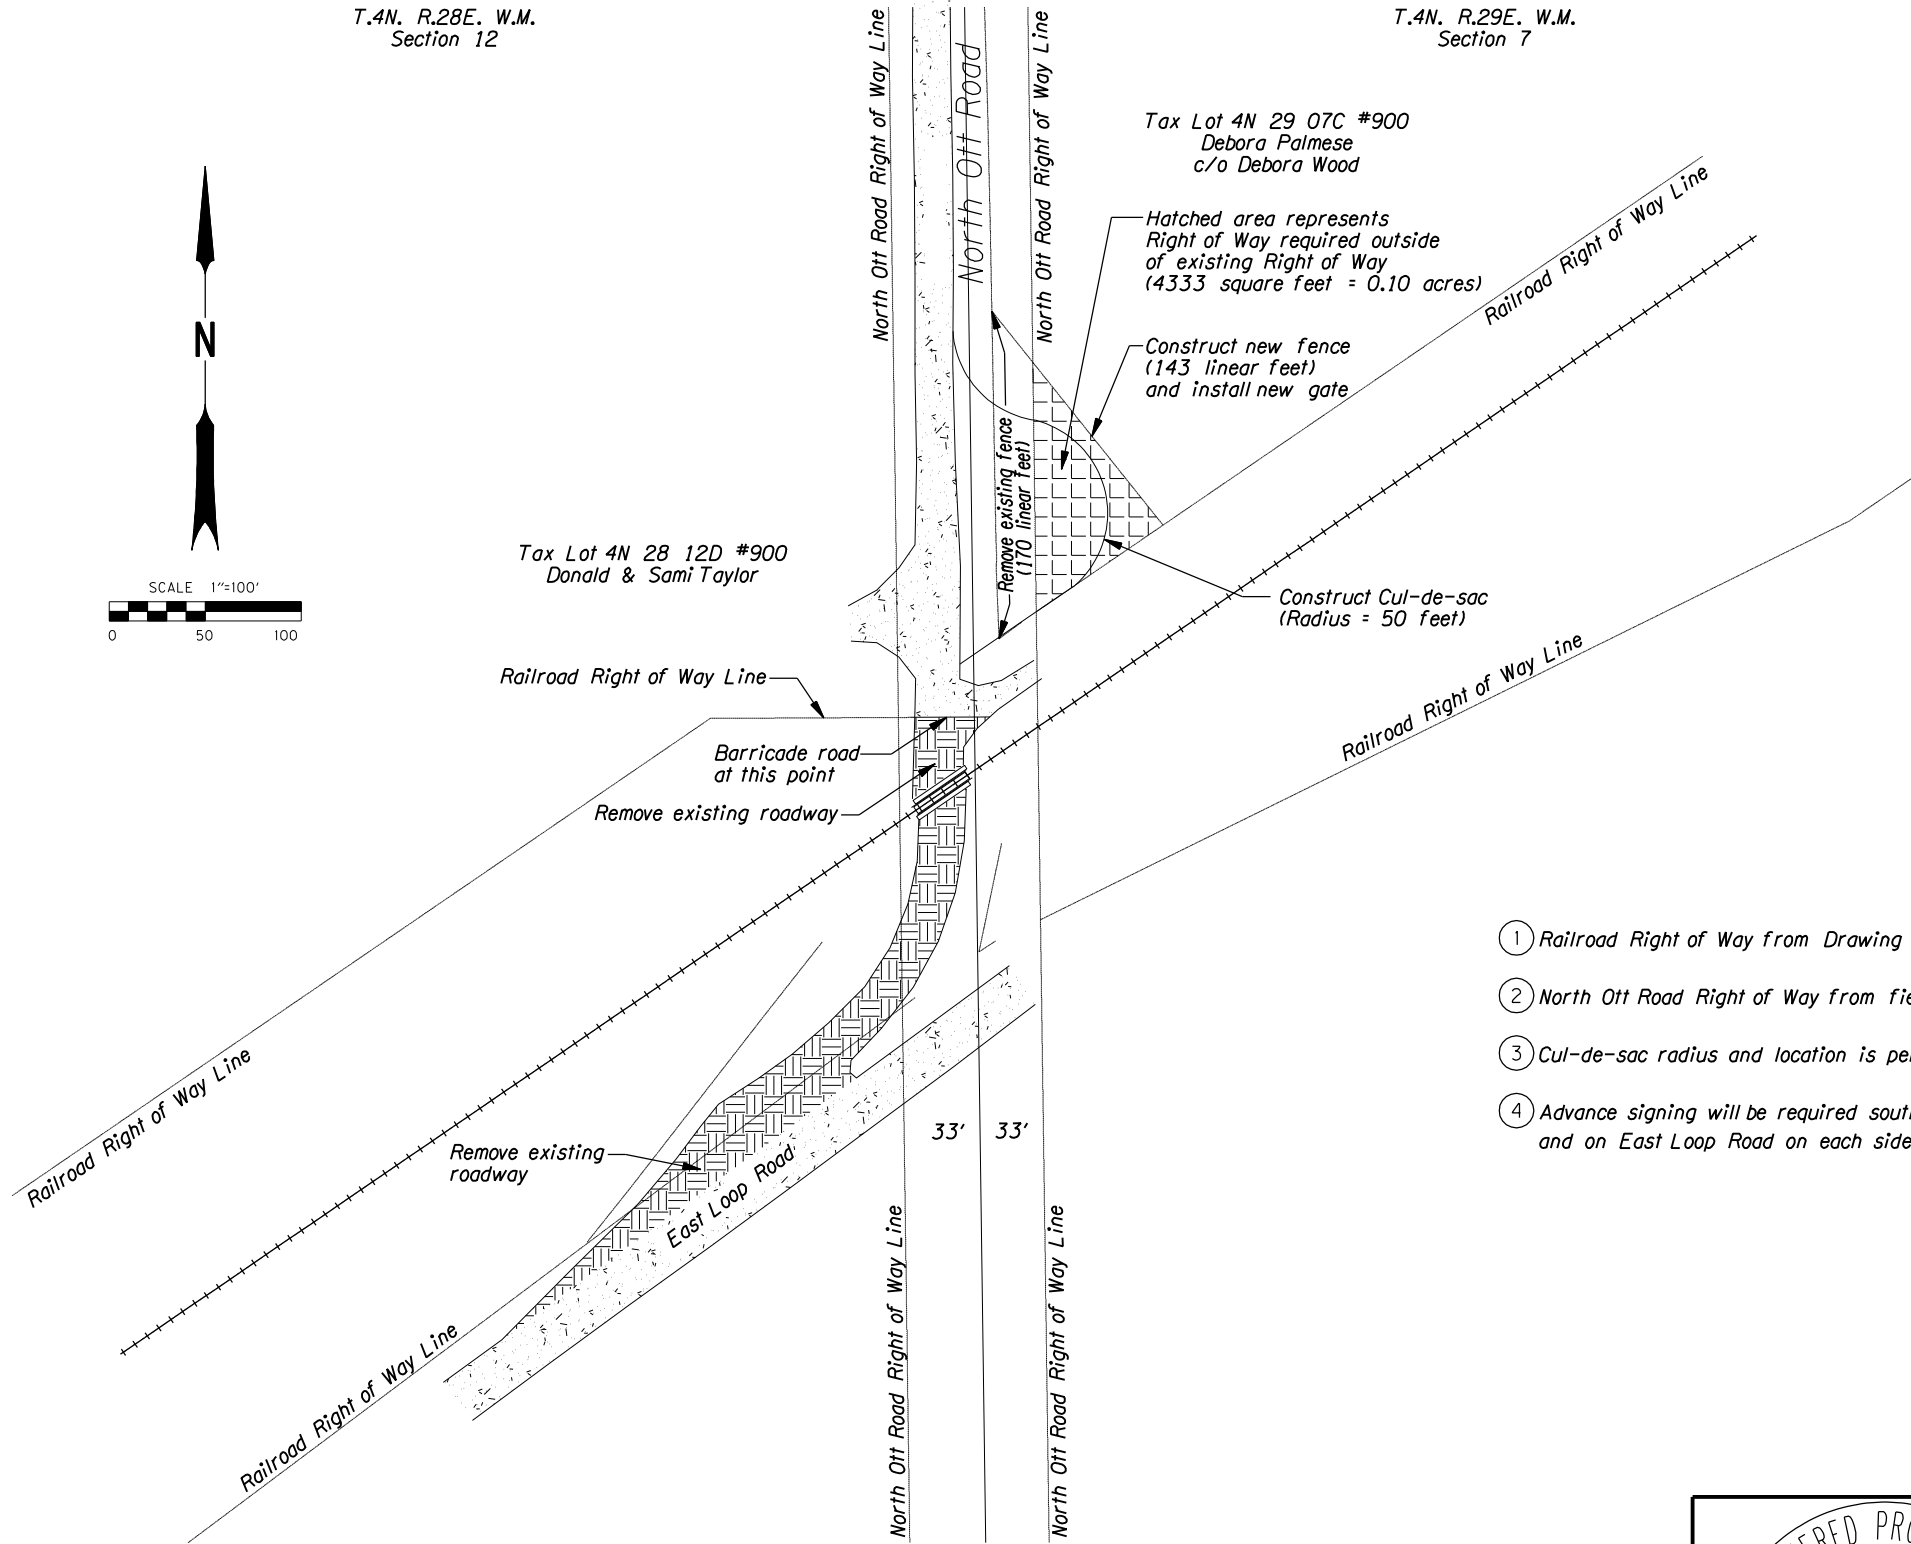 T.4N. R.28E. W.M.
Section 12
T.4N. R.29E. W.M.
Section 7
North Ott Road Right of Way Line
North Ott Road
North Ott Road Right of Way Line
Tax Lot 4N 29 07C #900
Debora Palmese
c/o Debora Wood
Hatched area represents
Right of Way required outside
of existing Right of Way
(4333 square feet = 0.10 acres)
Railroad Right of Way Line
N
Construct new fence
(143 linear feet)
and install new gate
Remove existing fence
(170 linear feet)
Tax Lot 4N 28 12D #900
Donald & Sami Taylor
SCALE 1"=100'
0 50 100
Construct Cul-de-sac
(Radius = 50 feet)
Railroad Right of Way Line
Railroad Right of Way Line
Barricade road
at this point
Remove existing roadway
1 Railroad Right of Way from Drawing
2 North Ott Road Right of Way from
3 Cul-de-sac radius and location is
4 Advance signing will be required
and on East Loop Road on each side
Railroad Right of Way Line
33' 33'
Remove existing
roadway
East Loop Road
North Ott Road Right of Way Line
North Ott Road Right of Way Line
Railroad Right of Way Line